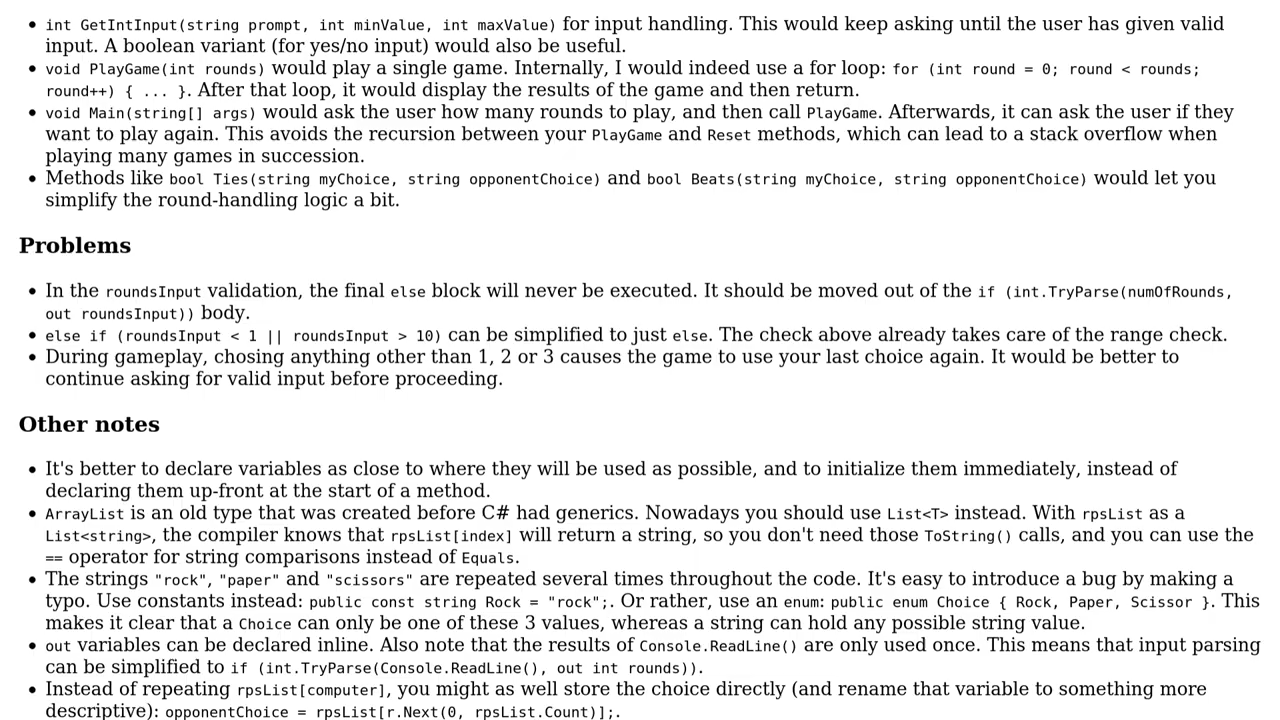 • int GetIntInput(string prompt, int minValue, int maxValue) for input handling. This would keep asking until the user has given valid
input. A boolean variant (for yes/no input) would also be useful.
• void PlayGame(int rounds) would play a single game. Internally, I would indeed use a for loop: for (int round = 0; round < rounds;
round++) { ... }. After that loop, it would display the results of the game and then return.
• void Main(string[] args) would ask the user how many rounds to play, and then call PlayGame. Afterwards, it can ask the user if they
want to play again. This avoids the recursion between your PlayGame and Reset methods, which can lead to a stack overflow when
playing many games in succession.
• Methods like bool Ties(string myChoice, string opponentChoice) and bool Beats(string myChoice, string opponentChoice) would let you
simplify the round-handling logic a bit.
Problems
• In the roundsInput validation, the final else block will never be executed. It should be moved out of the if (int.TryParse(numOfRounds,
out roundsInput)) body.
• else if (roundsInput < 1 || roundsInput > 10) can be simplified to just else. The check above already takes care of the range check.
• During gameplay, chosing anything other than 1, 2 or 3 causes the game to use your last choice again. It would be better to
continue asking for valid input before proceeding.
Other notes
• It's better to declare variables as close to where they will be used as possible, and to initialize them immediately, instead of
declaring them up-front at the start of a method.
• ArrayList is an old type that was created before C# had generics. Nowadays you should use List<T> instead. With rpsList as a
List<string>, the compiler knows that rpsList[index] will return a string, so you don't need those ToString() calls, and you can use the
== operator for string comparisons instead of Equals.
• The strings "rock", "paper" and "scissors" are repeated several times throughout the code. It's easy to introduce a bug by making a
typo. Use constants instead: public const string Rock = "rock";. Or rather, use an enum: public enum Choice { Rock, Paper, Scissor }. This
makes it clear that a Choice can only be one of these 3 values, whereas a string can hold any possible string value.
• out variables can be declared inline. Also note that the results of Console.ReadLine() are only used once. This means that input parsing
can be simplified to if (int.TryParse(Console.ReadLine(), out int rounds)).
• Instead of repeating rpsList[computer], you might as well store the choice directly (and rename that variable to something more
descriptive): opponentChoice = rpsList[r.Next(0, rpsList.Count)];.